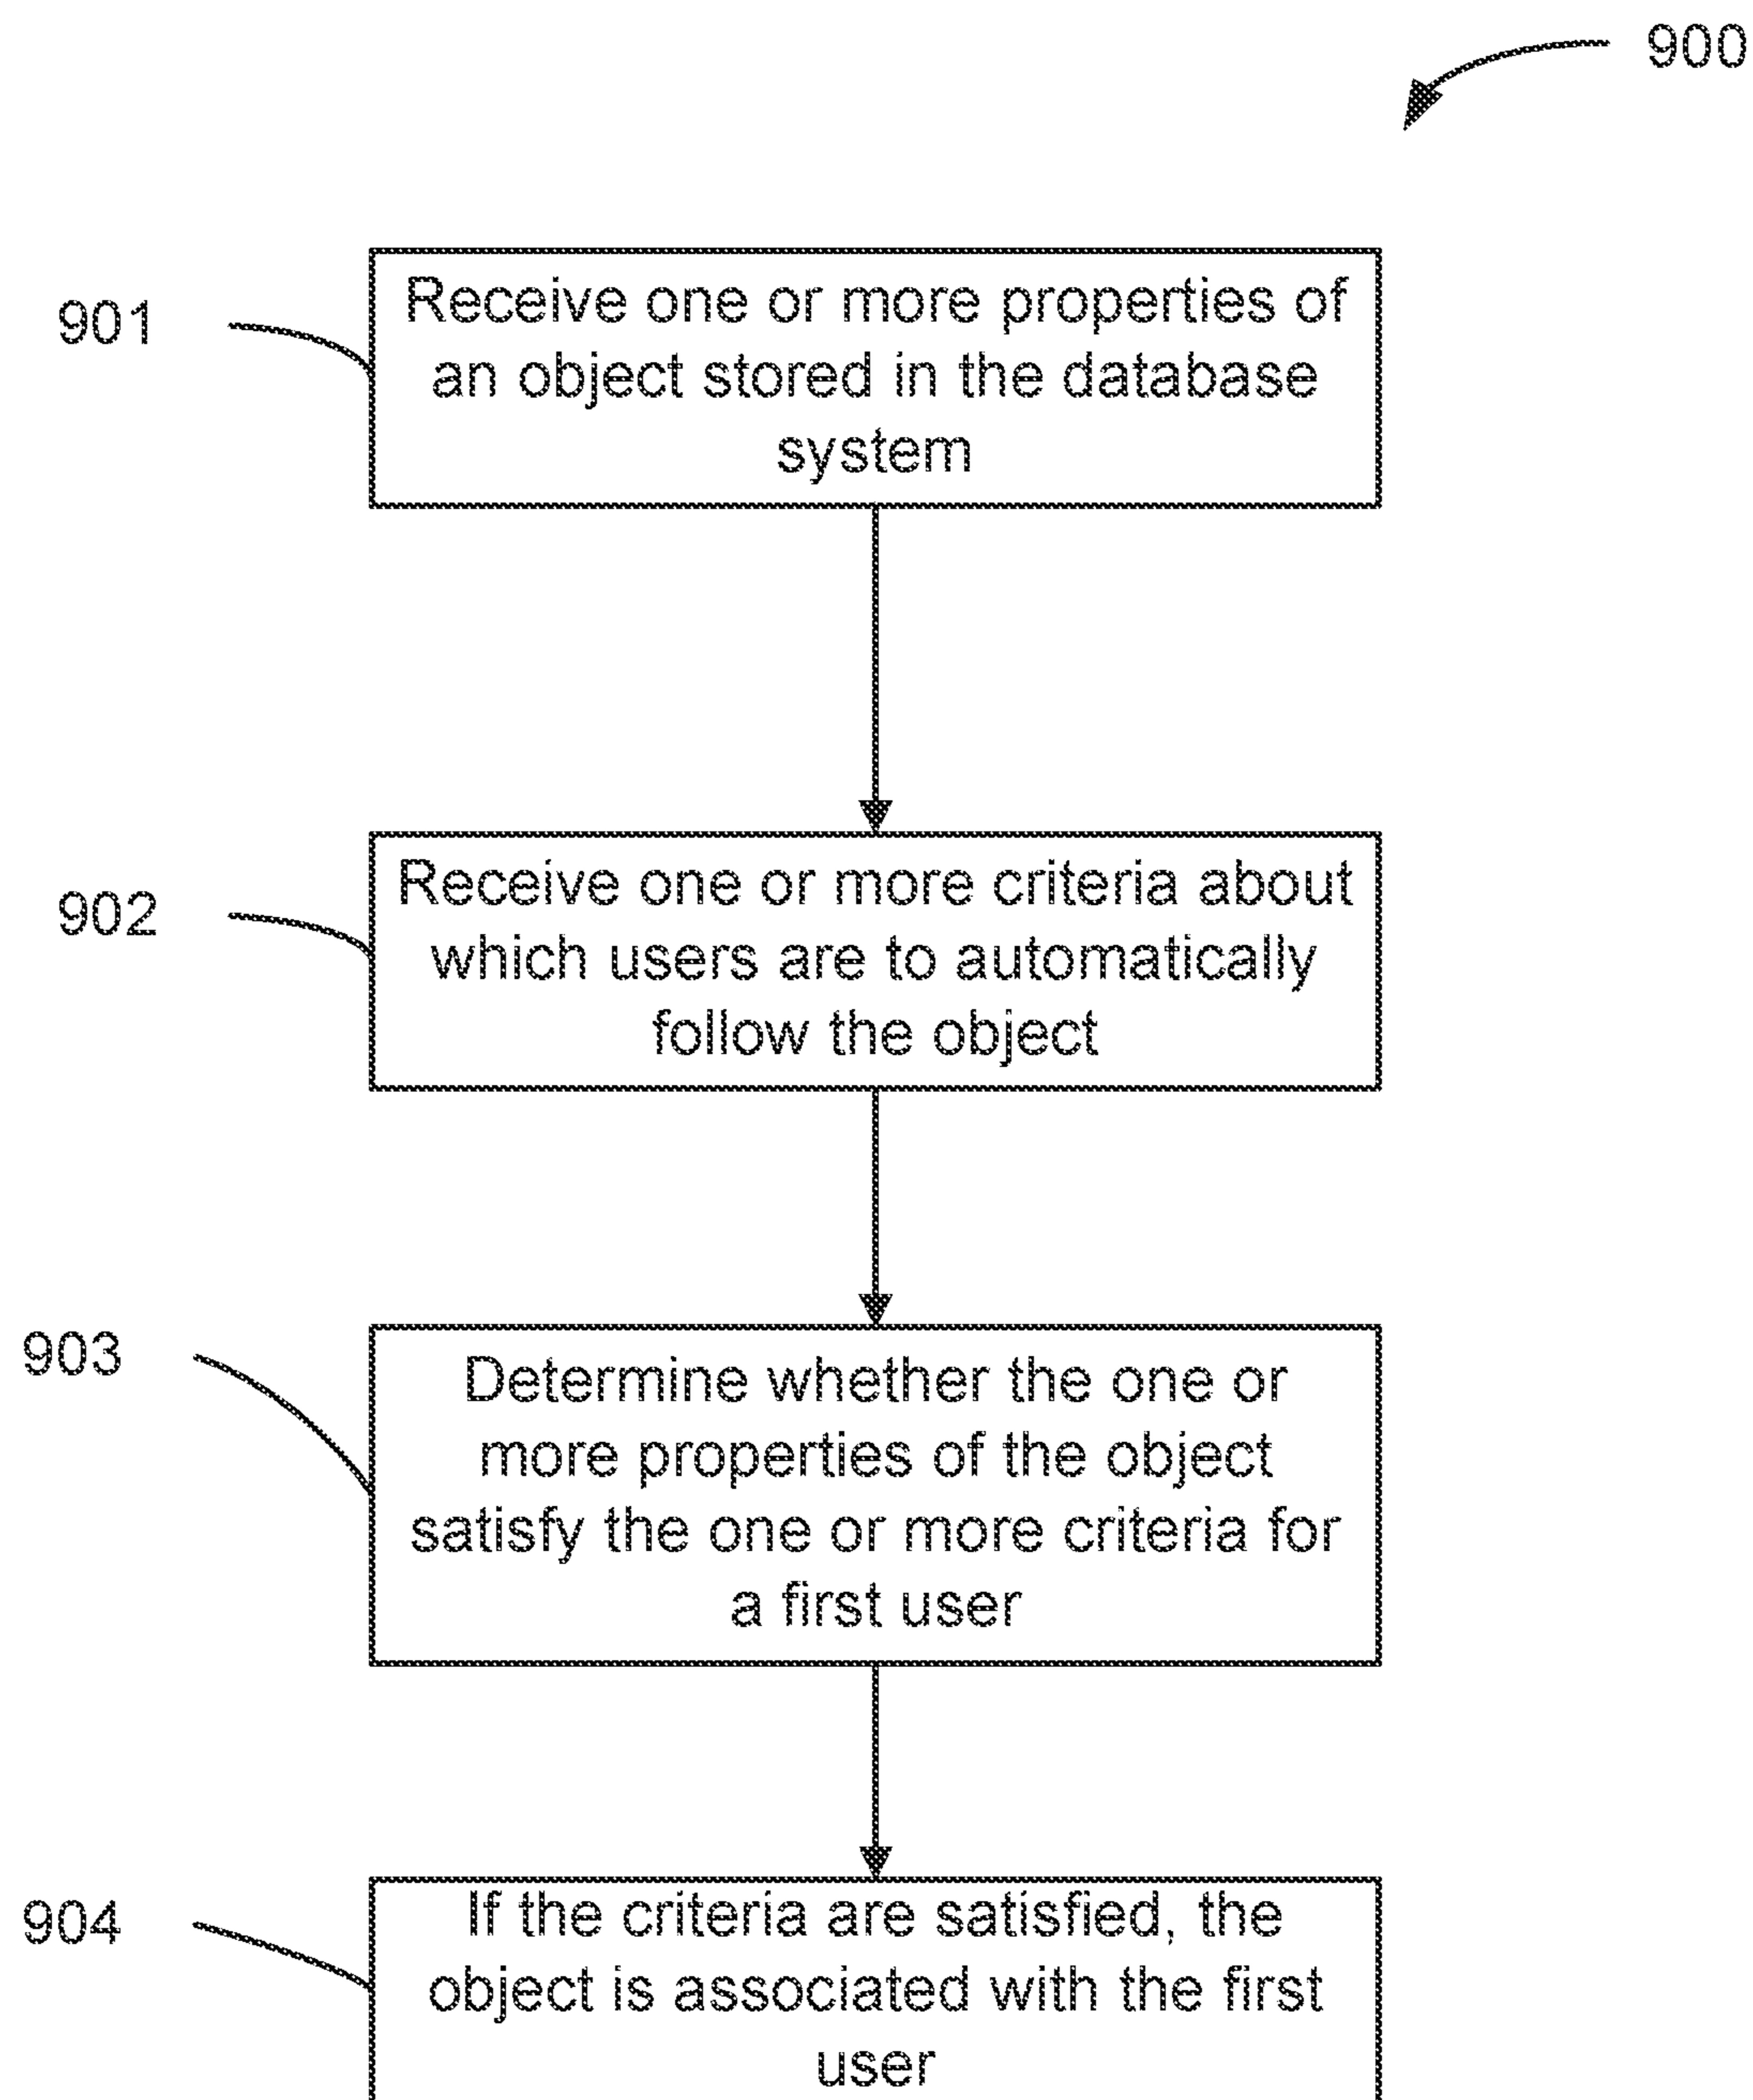 900
901
Receive one or more properties of
an object stored in the database
system
902
Receive one or more criteria about
which users are to automatically
follow the object
903
Determine whether the one or
more properties of the object
satisfy the one or more criteria for
a first user
904
If the criteria are satisfied, the
object is associated with the first
user